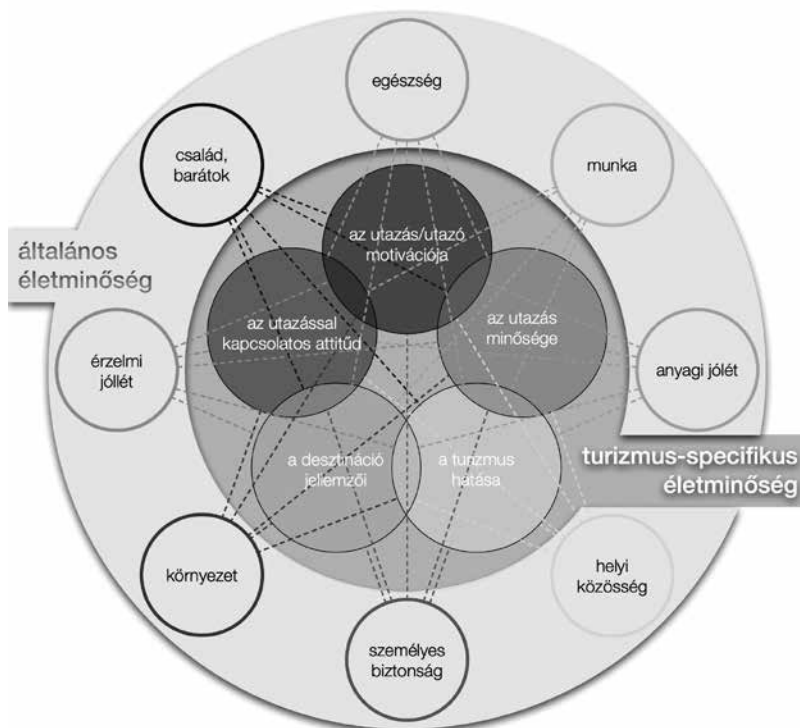 egészség
család,
barátok
munka
az utazás/utazó
motivációja
általános
életminőség
az utazással
kapcsolatos attitűd
az utazás
minősége
érzelmi
jóllét
anyagi jólét
a desztináció
jellemzői
a turizmus
hatása
turizmus-specifikus
életminőség
környezet
helyi
közösség
személyes
biztonság